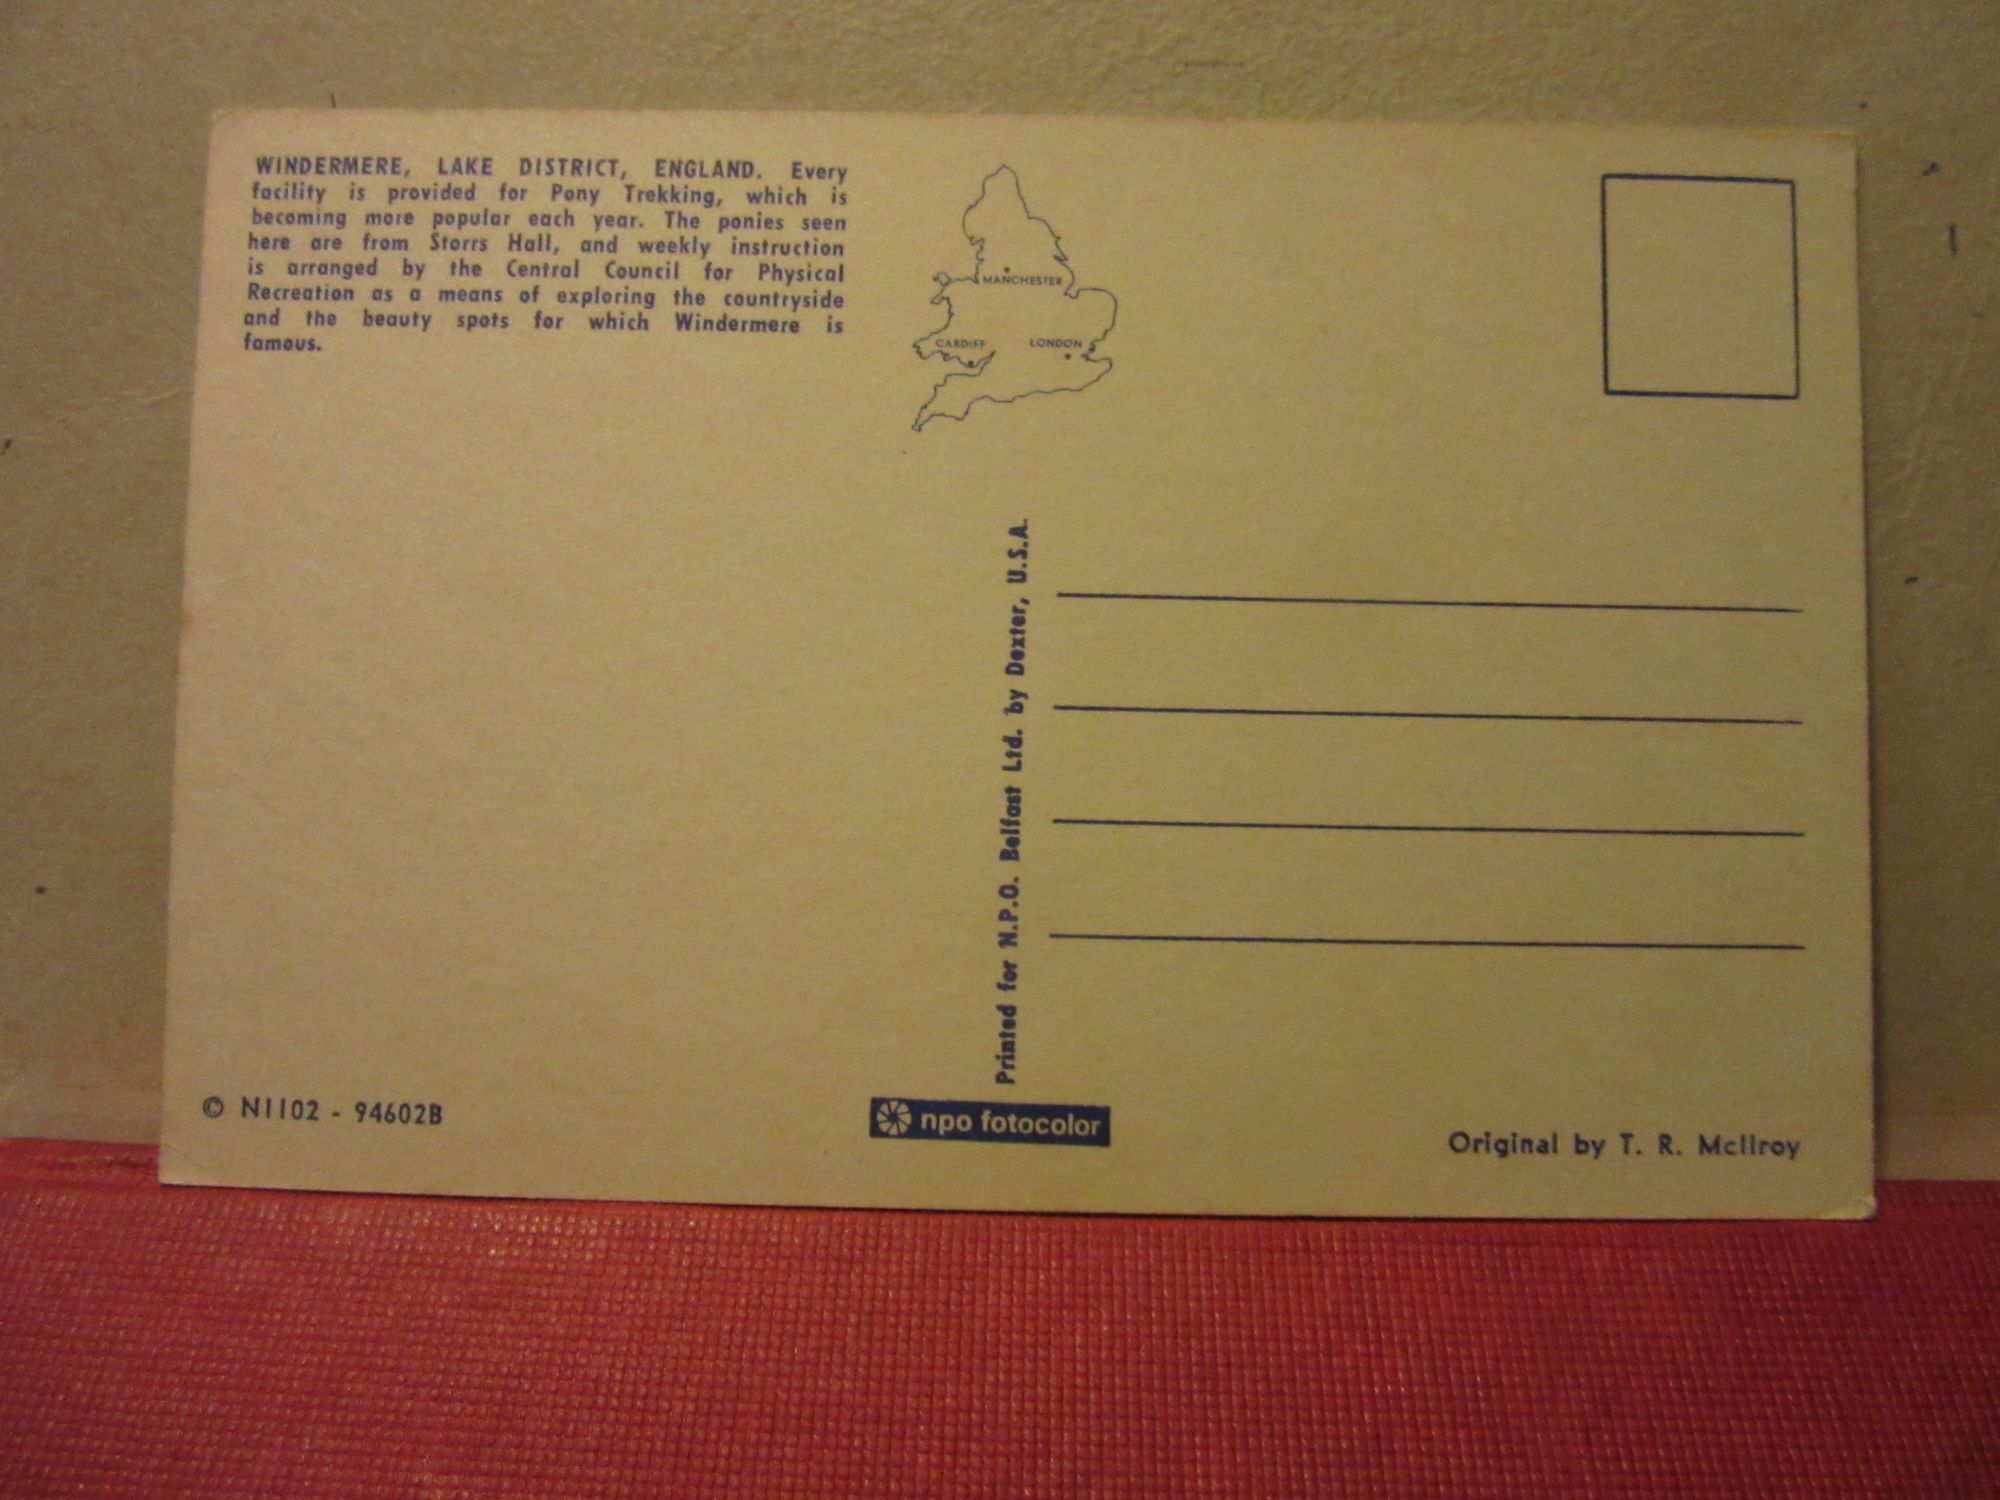 WINDERMERE, LAKE DISTRICT, ENGLAND. Every
facility is provided for Pony Trekking, which is
becoming more popular each year. The ponies seen
here are from Storrs Hall, and weekly instruction
is arranged by the Central Council for Physical
Recreation as a means of exploring the countryside
and the beauty spots for which Windermere is
famous.
MANCHESTER
CARDIFF
LONDON
Printed for N.P.O. Belfast Ltd. by Dexter, U.S.A.
© N1102 - 94602B
npo fotocolor
Original by T. R. McIlroy